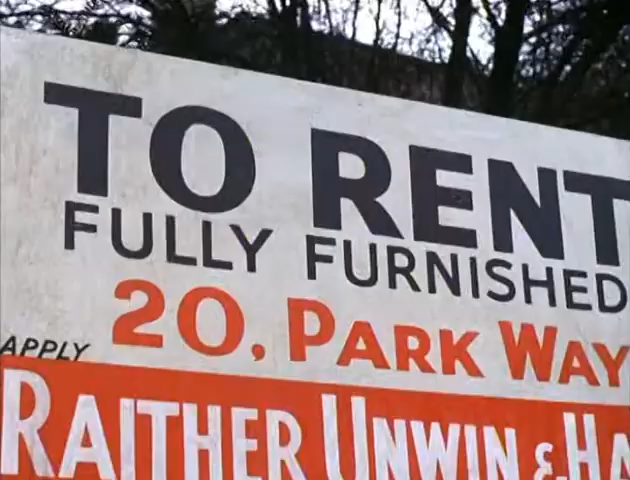 TO RENT
FULLY FURNISHED
20, PARK WAY
APPLY
RAITHER UNWIN &